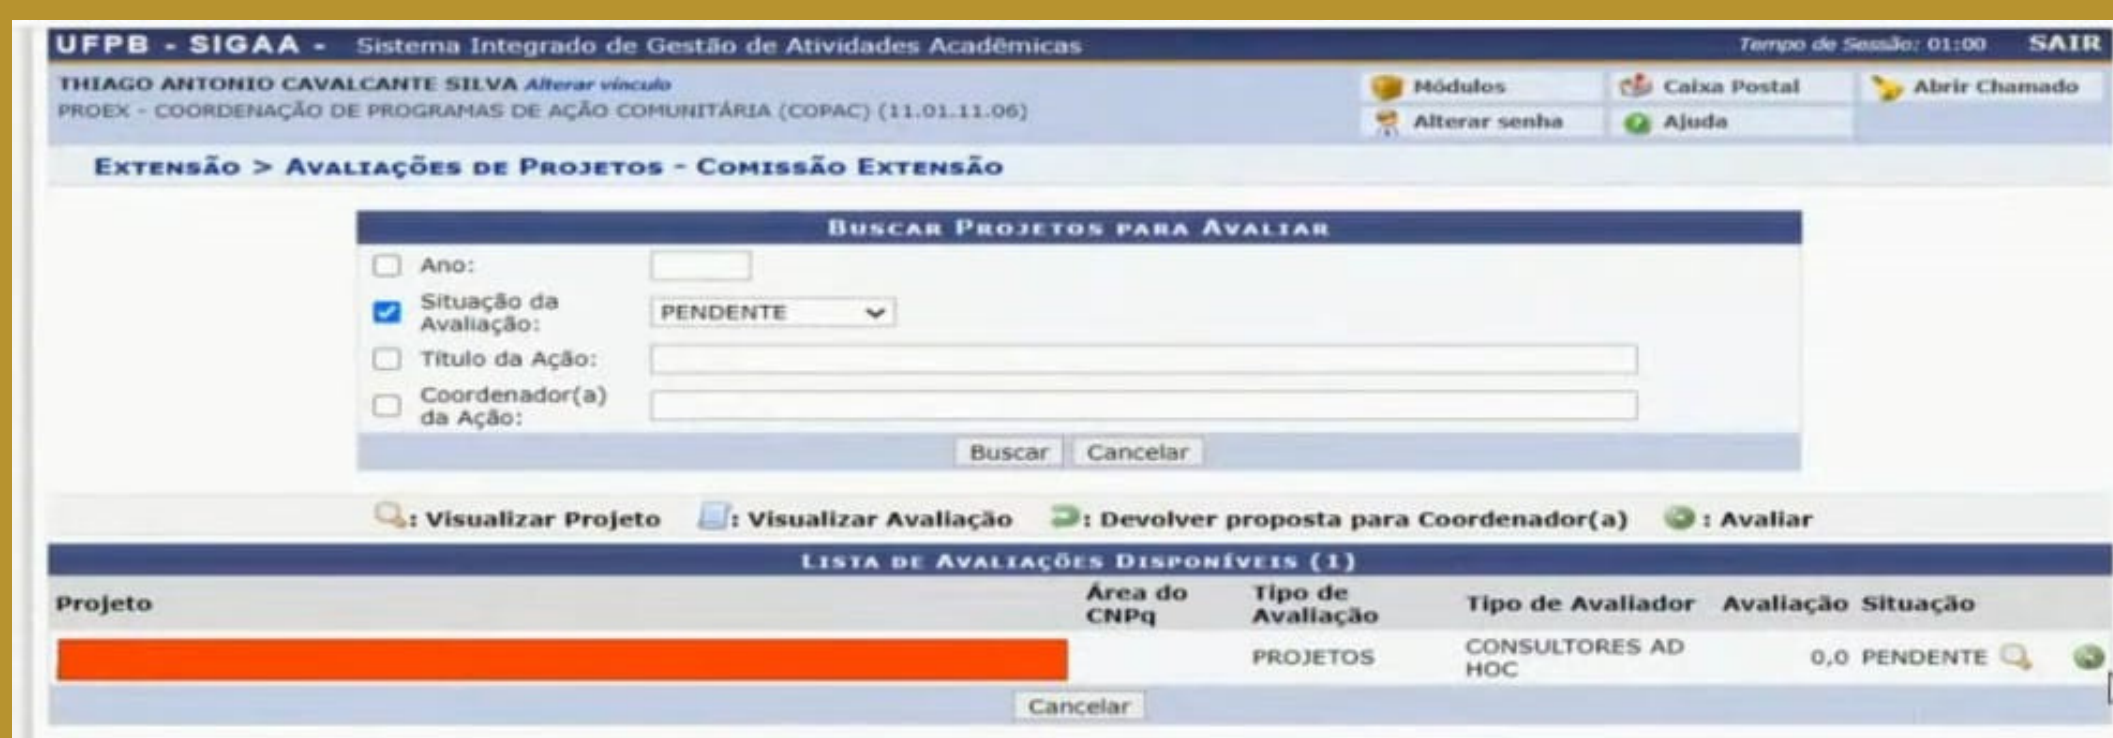 UFPB - SIGAA - Sistema Integrado de Gestão de Atividades Acadêmicas Tempo de Sessão: 01:00 SAIR
THIAGO ANTONIO CAVALCANTE SILVA Alterar vínculo
PROEX - COORDENAÇÃO DE PROGRAMAS DE AÇÃO COMUNITÁRIA (COPAC) (11.01.11.06)
Módulos Caixa Postal Abrir Chamado
Alterar senha Ajuda
EXTENSÃO > AVALIAÇÕES DE PROJETOS - COMISSÃO EXTENSÃO
BUSCAR PROJETOS PARA AVALIAR
Ano:
Situação da
Avaliação: PENDENTE
Título da Ação:
Coordenador(a)
da Ação:
Buscar Cancelar
: Visualizar Projeto : Visualizar Avaliação : Devolver proposta para Coordenador(a) : Avaliar
LISTA DE AVALIAÇÕES DISPONÍVEIS (1)
Projeto Área do CNPq Tipo de Avaliação Tipo de Avaliador Avaliação Situação
PROJETOS CONSULTORES AD HOC 0,0 PENDENTE
Cancelar